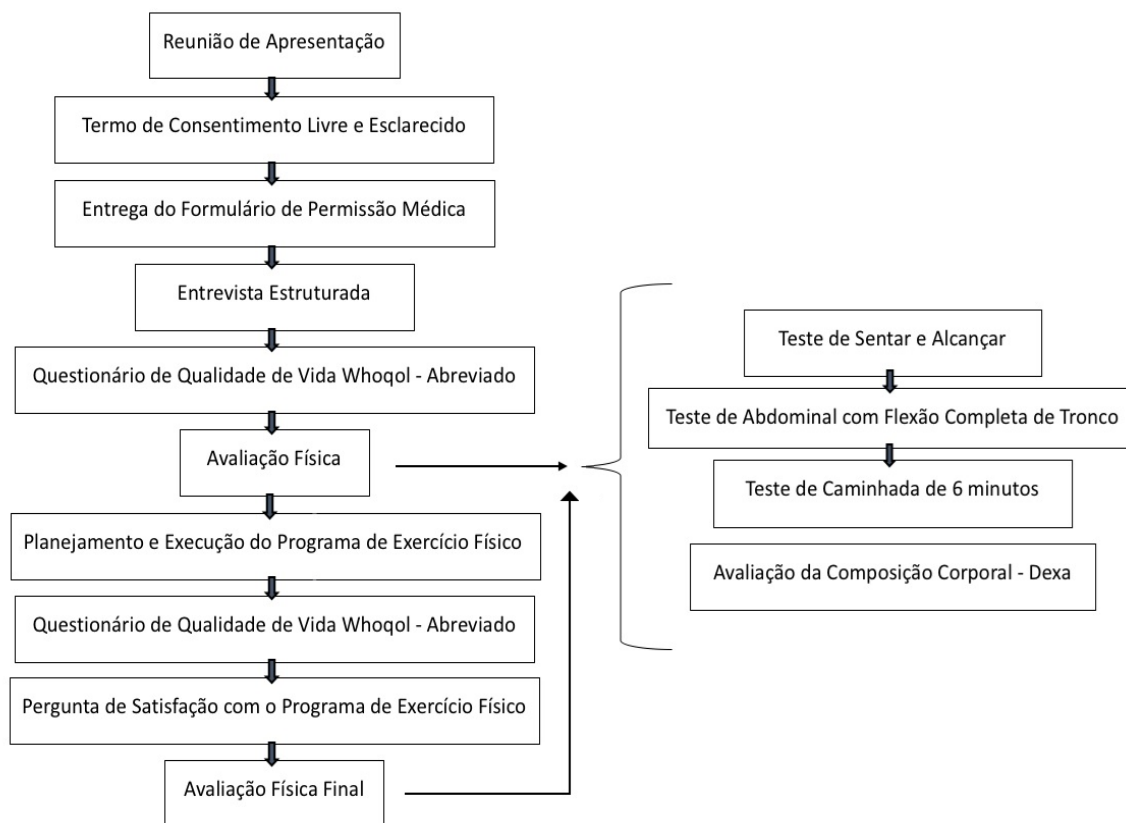 Reunião de Apresentação
Termo de Consentimento Livre e Esclarecido
Entrega do Formulário de Permissão Médica
Entrevista Estruturada
Questionário de Qualidade de Vida Whoqol - Abreviado
Avaliação Física
Planejamento e Execução do Programa de Exercício Físico
Questionário de Qualidade de Vida Whoqol - Abreviado
Pergunta de Satisfação com o Programa de Exercício Físico
Avaliação Física Final
Teste de Sentar e Alcançar
Teste de Abdominal com Flexão Completa de Tronco
Teste de Caminhada de 6 minutos
Avaliação da Composição Corporal - Dexa